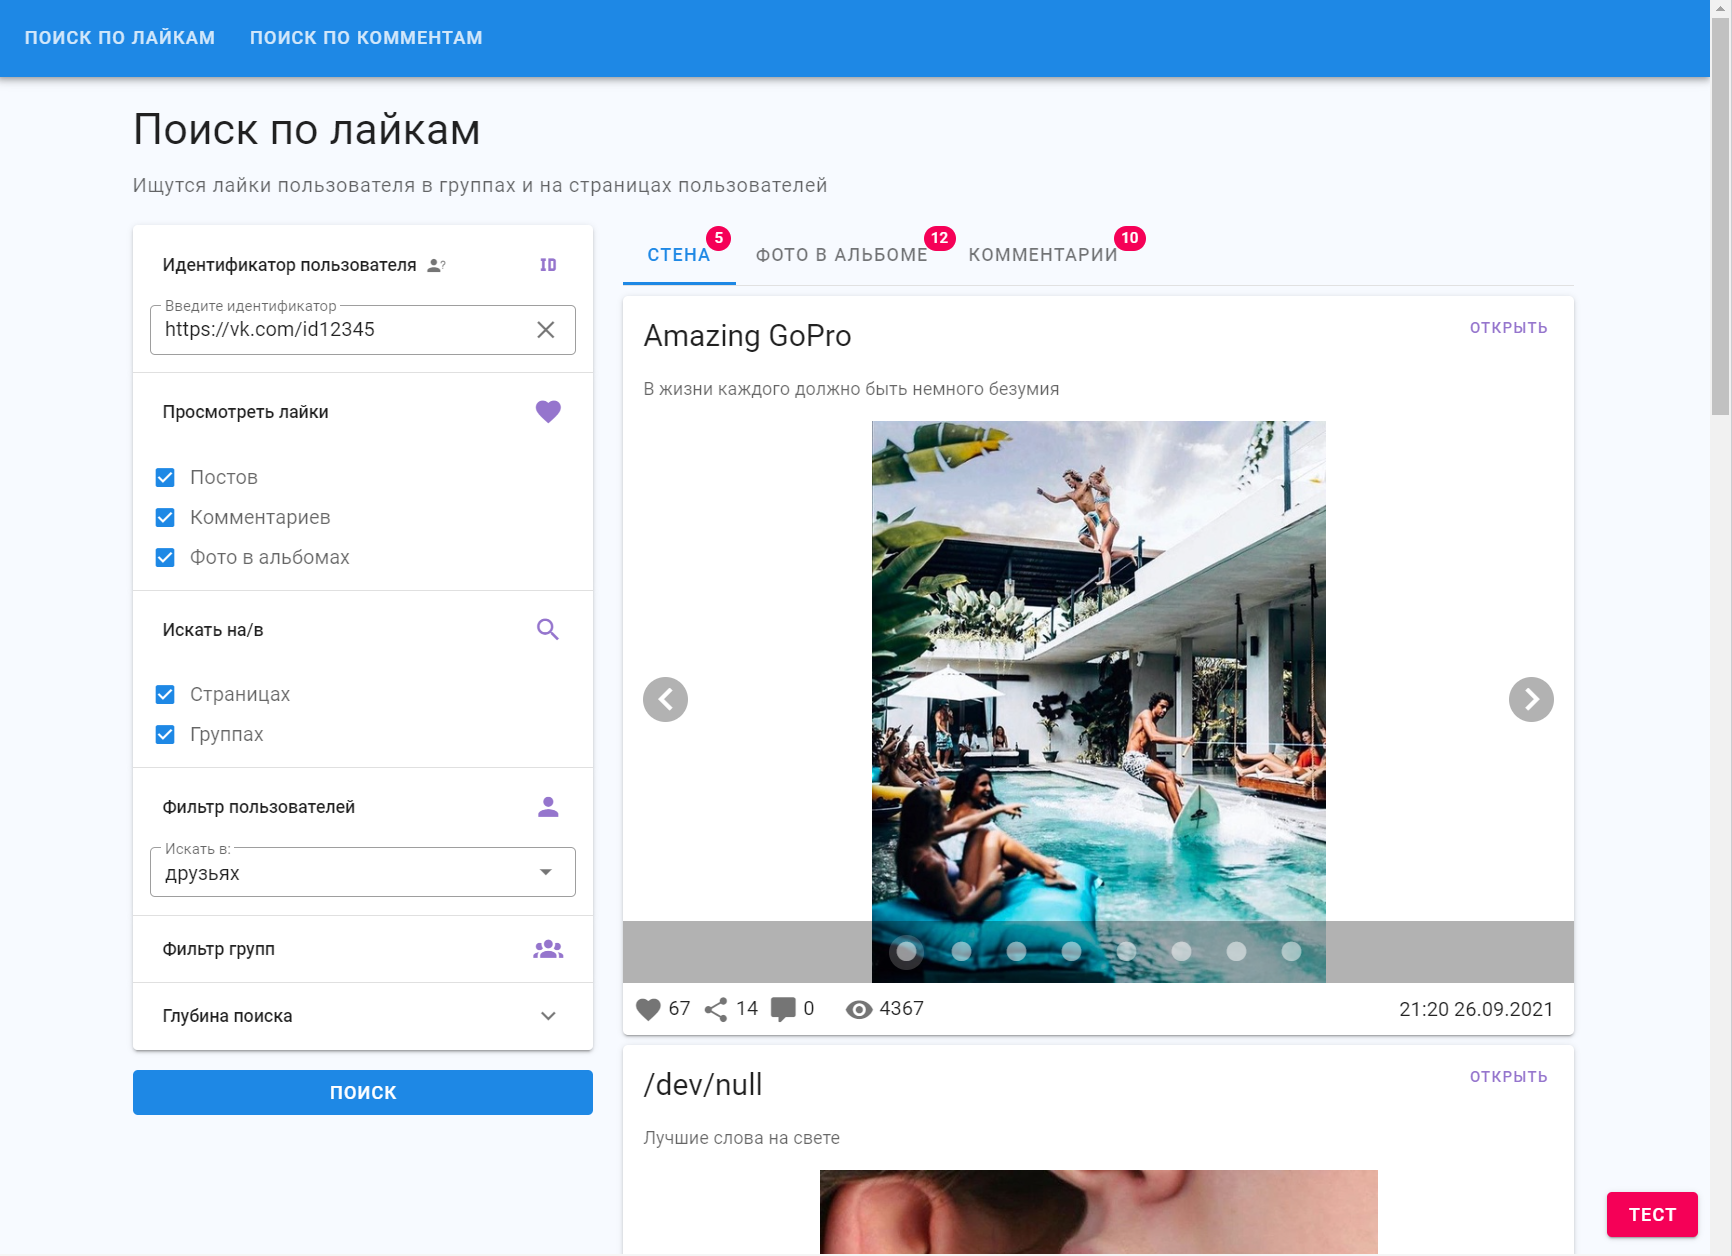 ПОИСК ПО ЛАЙКАМ ПОИСК ПО КОММЕНТАМ
Поиск по лайкам
Ищутся лайки пользователя в группах и на страницах пользователей
Идентификатор пользователя ? ID
Введите идентификатор
https://vk.com/id12345
Просмотреть лайки
Постов
Комментариев
Фото в альбомах
Искать на/в
Страницах
Группах
Фильтр пользователей
Искать в:
друзьях
Фильтр групп
Глубина поиска
ПОИСК
СТЕНА 5 ФОТО В АЛЬБОМЕ 12 КОММЕНТАРИИ 10
Amazing GoPro ОТКРЫТЬ
В жизни каждого должно быть немного безумия
67 14 0 4367 21:20 26.09.2021
/dev/null ОТКРЫТЬ
Лучшие слова на свете
ТЕСТ